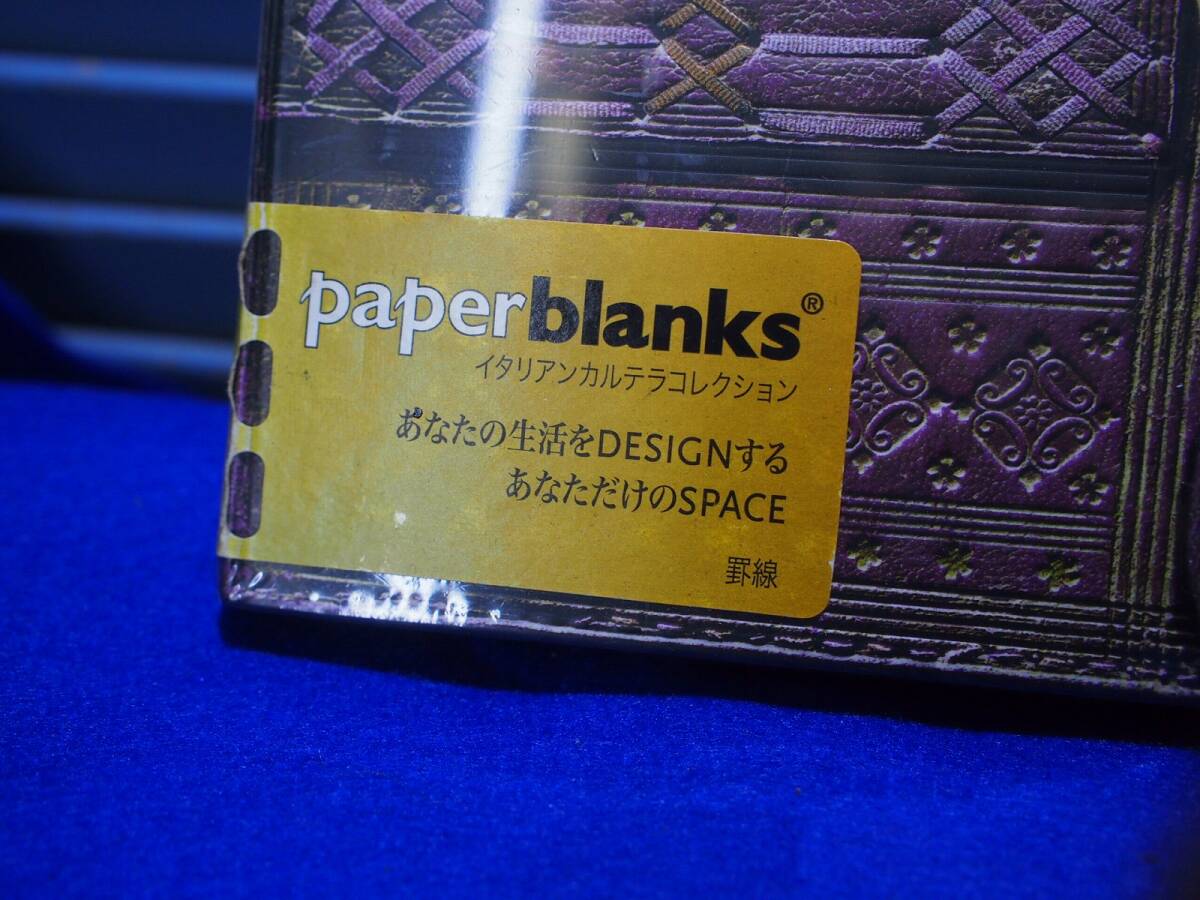 paperblanks®
イタリアンカルテラコレクション
あなたの生活をDESIGNする
あなただけのSPACE
罫線